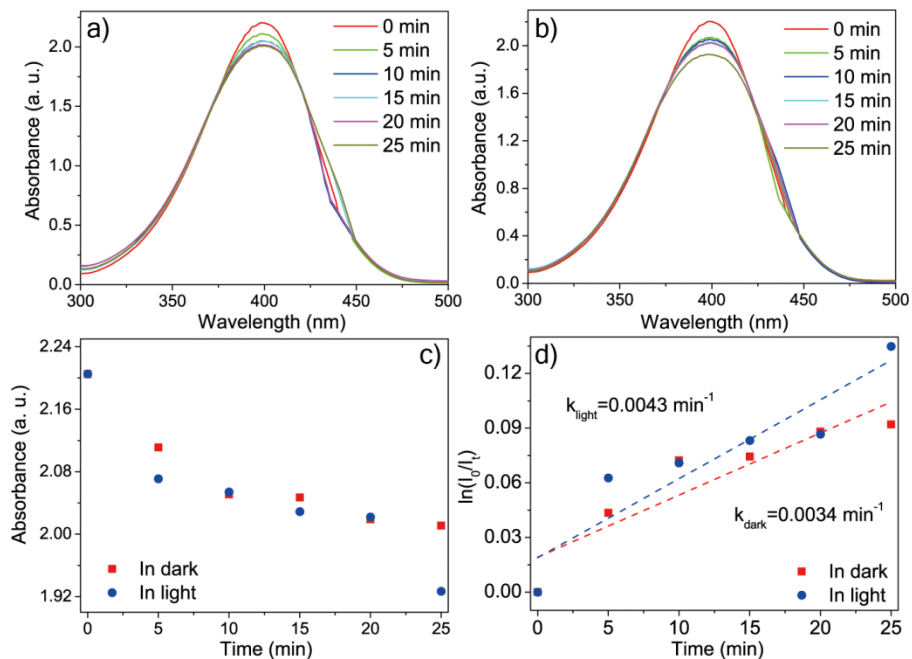 a)
0 min
5 min
10 min
15 min
20 min
25 min
2.0
1.5
1.0
0.5
0.0
Absorbance (a. u.)
300 350 400 450 500
Wavelength (nm)
b)
0 min
5 min
10 min
15 min
20 min
25 min
2.0
1.6
1.2
0.8
0.4
0.0
Absorbance (a. u.)
300 350 400 450 500
Wavelength (nm)
c)
2.24
2.16
2.08
2.00
1.92
Absorbance (a. u.)
In dark
In light
0 5 10 15 20 25
Time (min)
d)
0.12
0.09
0.06
0.03
0.00
ln(I₀/Iₜ)
k_light=0.0043 min⁻¹
k_dark=0.0034 min⁻¹
In dark
In light
0 5 10 15 20 25
Time (min)